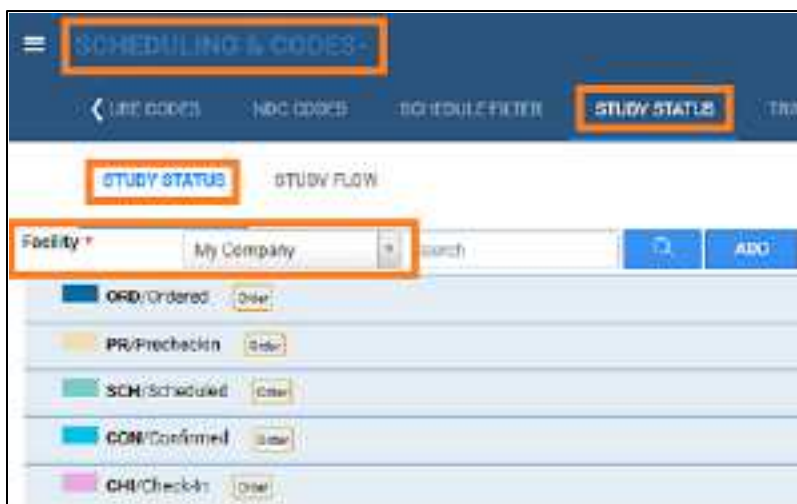 SCHEDULING & CODES
CODES NDC CODES SCHEDULE FILTER STUDY STATUS
STUDY STATUS STUDY FLOW
Facility * My Company search ADD
ORD/Ordered Order
PR/Precheckin Order
SCH/Scheduled Order
CON/Confirmed Order
CHI/Check-In Order